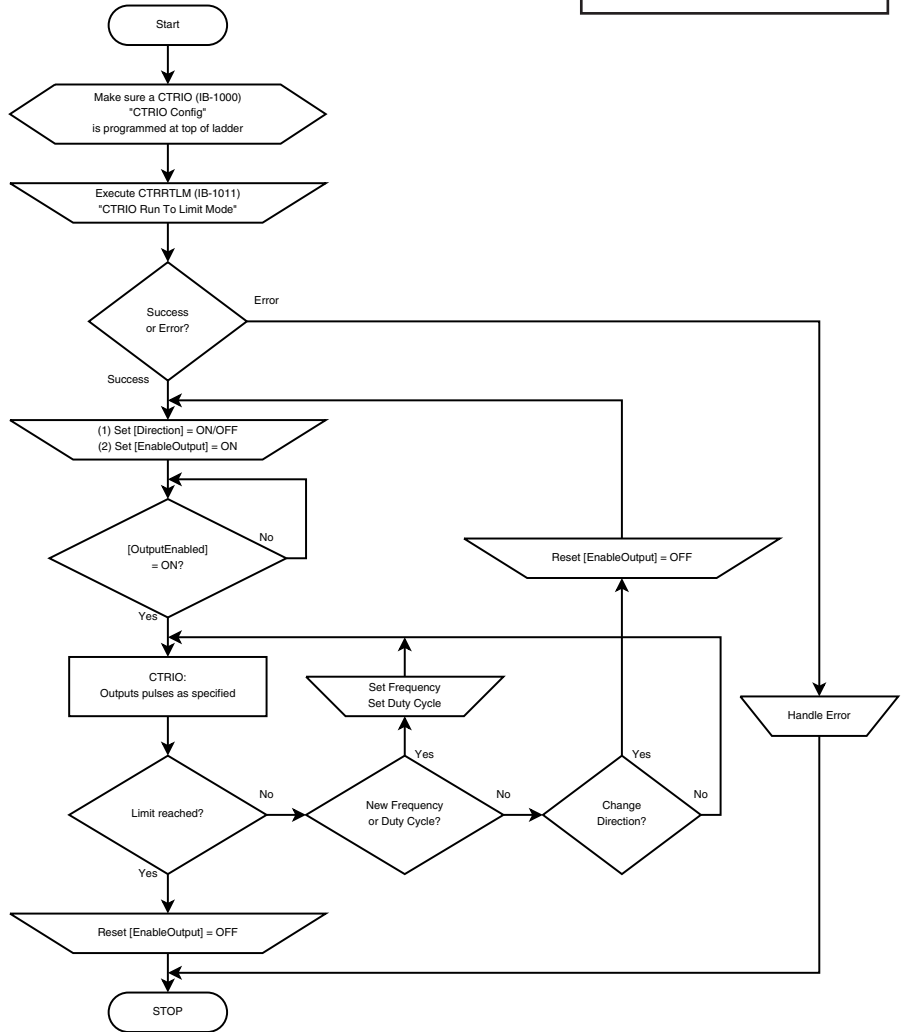 Start
Make sure a CTRIO (IB-1000)
"CTRIO Config"
is programmed at top of ladder
Execute CTRRTLM (IB-1011)
"CTRIO Run To Limit Mode"
Success
or Error?
Error
Success
(1) Set [Direction] = ON/OFF
(2) Set [EnableOutput] = ON
[OutputEnabled]
= ON?
No
Yes
Reset [EnableOutput] = OFF
CTRIO:
Outputs pulses as specified
Set Frequency
Set Duty Cycle
Handle Error
Limit reached?
No
Yes
New Frequency
or Duty Cycle?
Yes
No
Change
Direction?
Yes
No
Reset [EnableOutput] = OFF
STOP